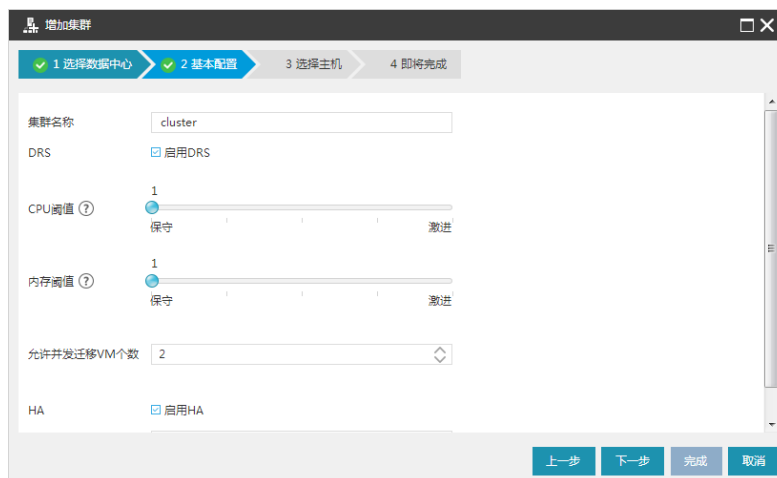 增加集群
1 选择数据中心 2 基本配置 3 选择主机 4 即将完成
集群名称 cluster
DRS 启用DRS
1
CPU阈值 ?
保守 激进
1
内存阈值 ?
保守 激进
允许并发迁移VM个数 2
HA 启用HA
上一步 下一步 完成 取消